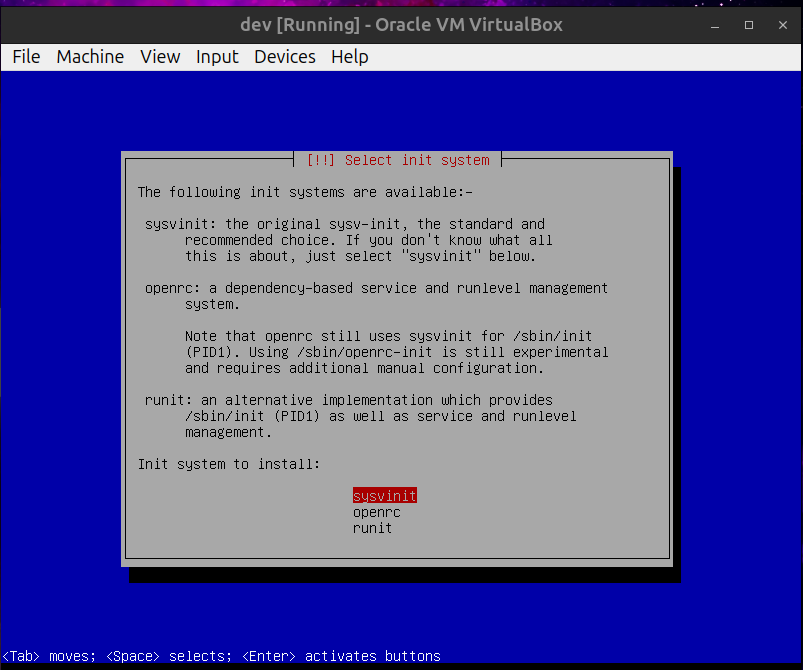 dev [Running] - Oracle VM VirtualBox
File Machine View Input Devices Help
[!!] Select init system
The following init systems are available:-
sysvinit: the original sysv-init, the standard and
recommended choice. If you don't know what all
this is about, just select "sysvinit" below.
openrc: a dependency-based service and runlevel management
system.
Note that openrc still uses sysvinit for /sbin/init
(PID1). Using /sbin/openrc-init is still experimental
and requires additional manual configuration.
runit: an alternative implementation which provides
/sbin/init (PID1) as well as service and runlevel
management.
Init system to install:
sysvinit
openrc
runit
<Tab> moves; <Space> selects; <Enter> activates buttons